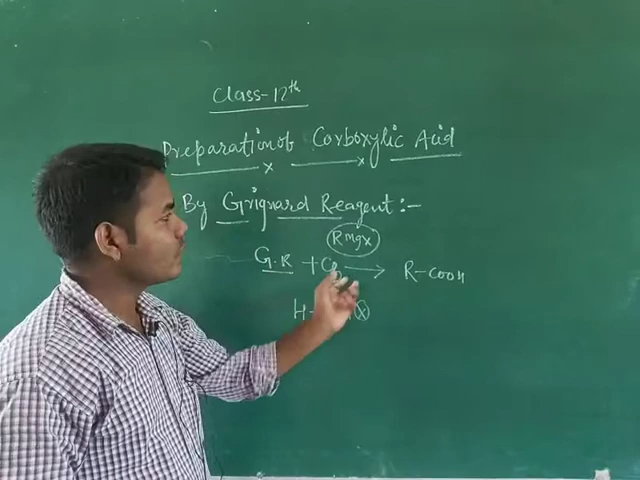 Class-12th
Preparation of Carboxylic Acid
By Grignard Reagent:-
RMgX
G.R + CO2 → R-COOH